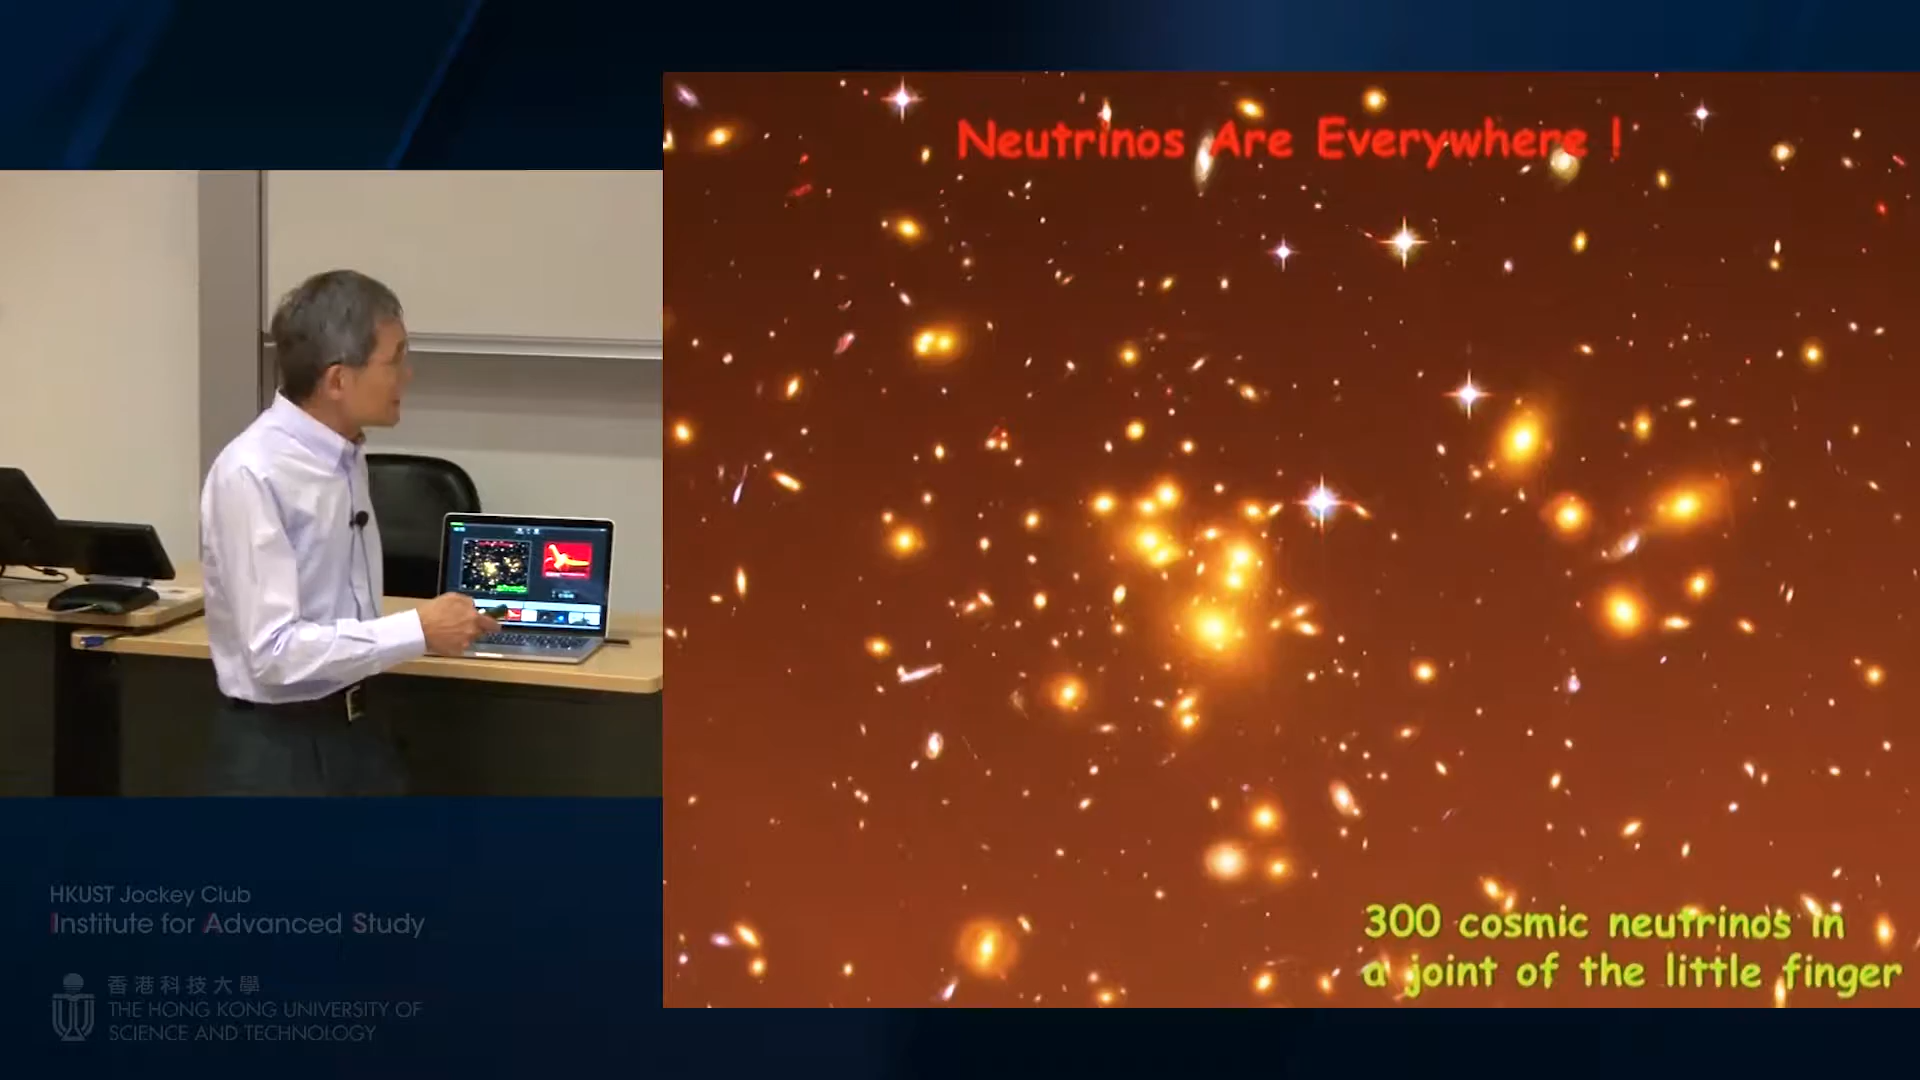 Neutrinos Are Everywhere !
300 cosmic neutrinos in
a joint of the little finger
HKUST Jockey Club
Institute for Advanced Study
香港科技大學
THE HONG KONG UNIVERSITY OF
SCIENCE AND TECHNOLOGY